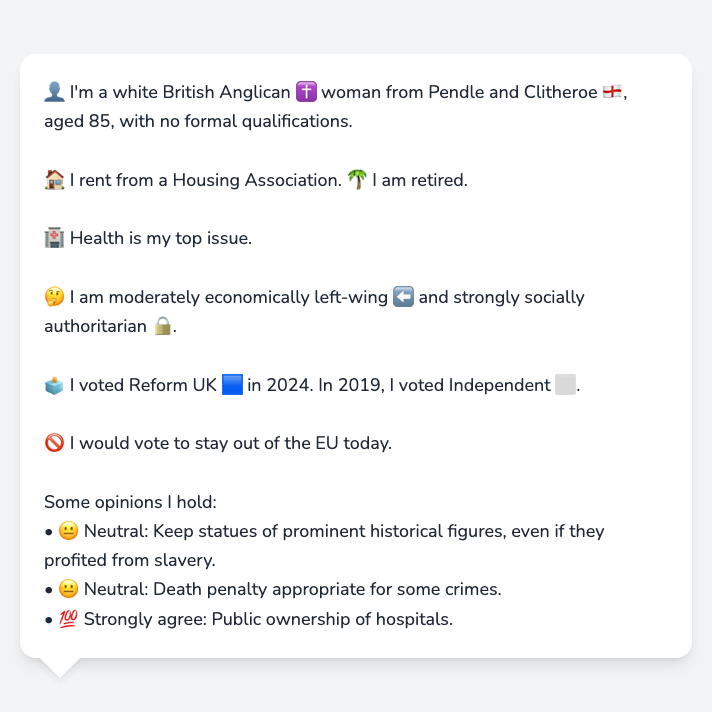 👤 I'm a white British Anglican ✝️ woman from Pendle and Clitheroe 🏴󠁧󠁢󠁥󠁮󠁧󠁿,
aged 85, with no formal qualifications.
🏠 I rent from a Housing Association. 🌴 I am retired.
🏥 Health is my top issue.
🤔 I am moderately economically left-wing ⬅️ and strongly socially
authoritarian 🔒.
🗳️ I voted Reform UK 🟦 in 2024. In 2019, I voted Independent ⬜.
🚫 I would vote to stay out of the EU today.
Some opinions I hold:
• 😐 Neutral: Keep statues of prominent historical figures, even if they
profited from slavery.
• 😐 Neutral: Death penalty appropriate for some crimes.
• 💯 Strongly agree: Public ownership of hospitals.